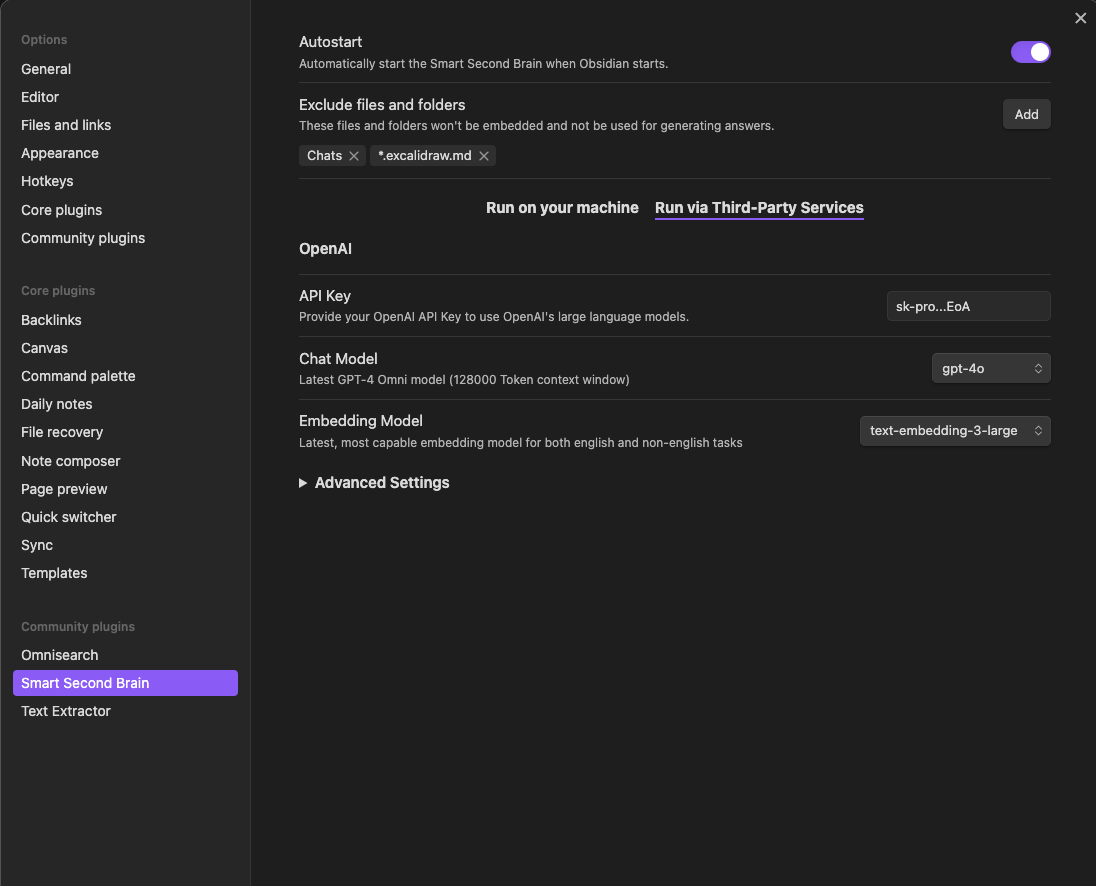 Options
General
Editor
Files and links
Appearance
Hotkeys
Core plugins
Community plugins
Core plugins
Backlinks
Canvas
Command palette
Daily notes
File recovery
Note composer
Page preview
Quick switcher
Sync
Templates
Community plugins
Omnisearch
Smart Second Brain
Text Extractor
Autostart
Automatically start the Smart Second Brain when Obsidian starts.
Exclude files and folders
These files and folders won't be embedded and not be used for generating answers.
Add
Chats *.excalidraw.md
Run on your machine Run via Third-Party Services
OpenAI
API Key
Provide your OpenAI API Key to use OpenAI's large language models.
sk-pro...EoA
Chat Model
Latest GPT-4 Omni model (128000 Token context window)
gpt-4o
Embedding Model
Latest, most capable embedding model for both english and non-english tasks
text-embedding-3-large
Advanced Settings